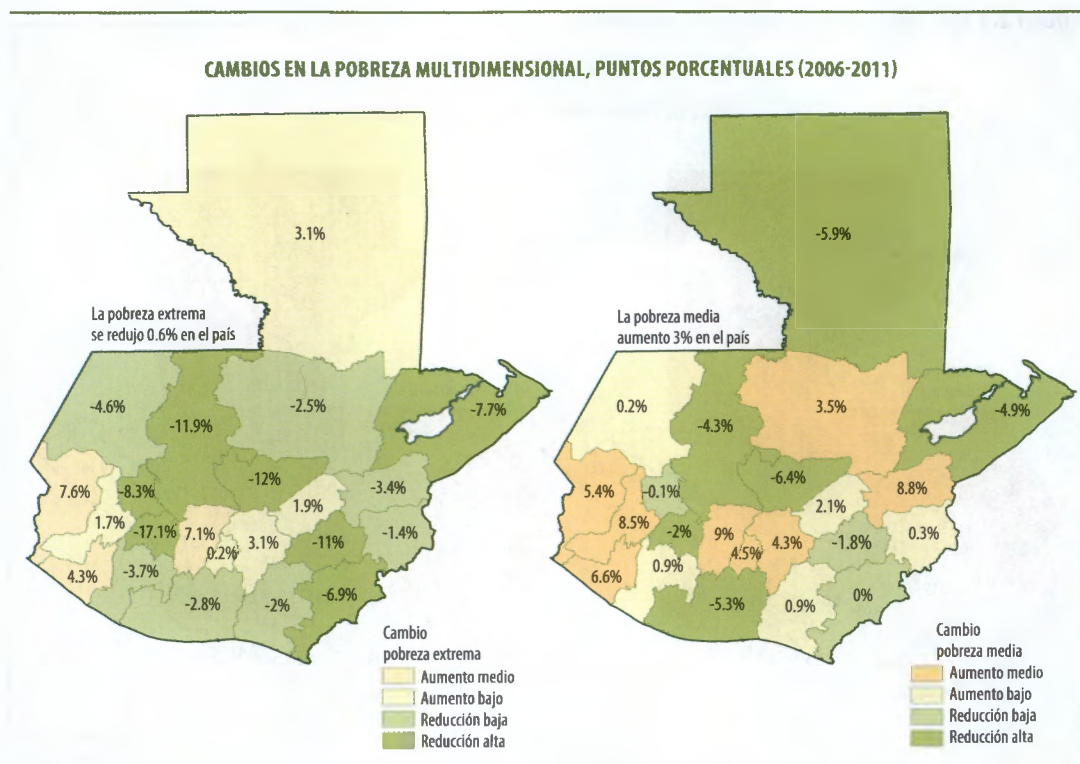 CAMBIOS EN LA POBREZA MULTIDIMENSIONAL, PUNTOS PORCENTUALES (2006-2011)
3.1%
La pobreza extrema
se redujo 0.6% en el país
-4.6%
-11.9%
-2.5%
-7.7%
7.6%
-8.3%
-12%
-3.4%
1.7%
-17.1%
7.1%
0.2%
3.1%
1.9%
-11%
-1.4%
4.3%
-3.7%
-2.8%
-2%
-6.9%
Cambio
pobreza extrema
Aumento medio
Aumento bajo
Reducción baja
Reducción alta
-5.9%
La pobreza media
aumento 3% en el país
0.2%
-4.3%
3.5%
-4.9%
5.4%
-0.1%
-6.4%
8.8%
8.5%
-2%
9%
4.5%
4.3%
2.1%
-1.8%
0.3%
6.6%
0.9%
-5.3%
0.9%
0%
Cambio
pobreza media
Aumento medio
Aumento bajo
Reducción baja
Reducción alta